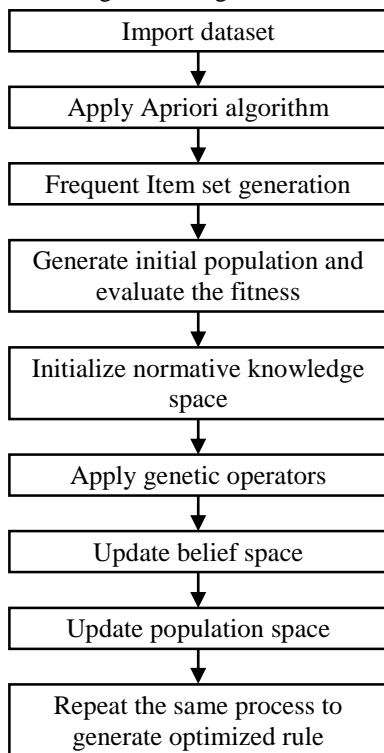 Import dataset
Apply Apriori algorithm
Frequent Item set generation
Generate initial population and
evaluate the fitness
Initialize normative knowledge
space
Apply genetic operators
Update belief space
Update population space
Repeat the same process to
generate optimized rule